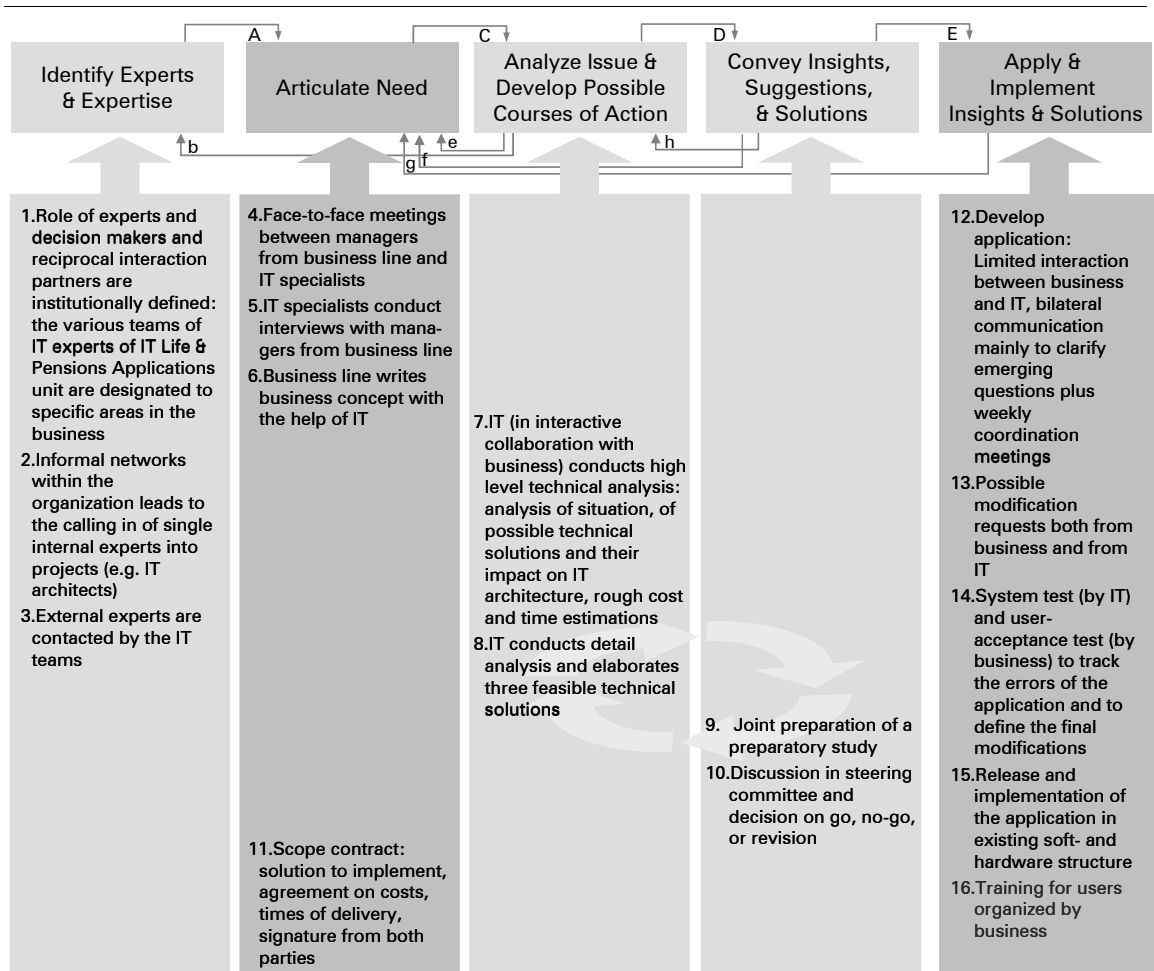 A
C
D
E
Identify Experts
& Expertise
Articulate Need
Analyze Issue &
Develop Possible
Courses of Action
Convey Insights,
Suggestions,
& Solutions
Apply &
Implement
Insights & Solutions
b
g
f
e
h
1.Role of experts and
decision makers and
reciprocal interaction
partners are
institutionally defined:
the various teams of
IT experts of IT Life &
Pensions Applications
unit are designated to
specific areas in the
business
2.Informal networks
within the
organization leads to
the calling in of single
internal experts into
projects (e.g. IT
architects)
3.External experts are
contacted by the IT
teams
4.Face-to-face meetings
between managers
from business line and
IT specialists
5.IT specialists conduct
interviews with mana-
gers from business line
6.Business line writes
business concept with
the help of IT
11.Scope contract:
solution to implement,
agreement on costs,
times of delivery,
signature from both
parties
7.IT (in interactive
collaboration with
business) conducts high
level technical analysis:
analysis of situation, of
possible technical
solutions and their
impact on IT
architecture, rough cost
and time estimations
8.IT conducts detail
analysis and elaborates
three feasible technical
solutions
9. Joint preparation of a
preparatory study
10.Discussion in steering
committee and
decision on go, no-go,
or revision
12.Develop
application:
Limited interaction
between business
and IT, bilateral
communication
mainly to clarify
emerging
questions plus
weekly
coordination
meetings
13.Possible
modification
requests both from
business and from
IT
14.System test (by IT)
and user-
acceptance test (by
business) to track
the errors of the
application and to
define the final
modifications
15.Release and
implementation of
the application in
existing soft- and
hardware structure
16.Training for users
organized by
business